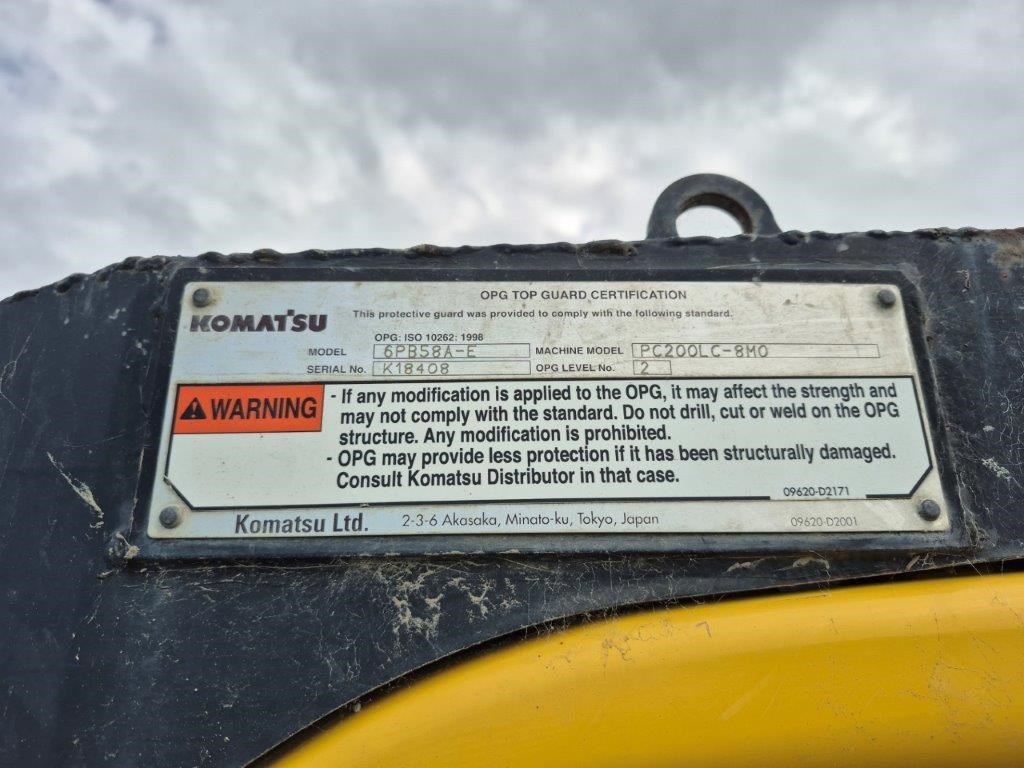 OPG TOP GUARD CERTIFICATION
KOMATSU
This protective guard was provided to comply with the following standard.
OPG: ISO 10262: 1998
MODEL 6PB58A-E MACHINE MODEL PC200LC-8M0
SERIAL No. K18408 OPG LEVEL No. 2
WARNING
- If any modification is applied to the OPG, it may affect the strength and
may not comply with the standard. Do not drill, cut or weld on the OPG
structure. Any modification is prohibited.
- OPG may provide less protection if it has been structurally damaged.
Consult Komatsu Distributor in that case.
09620-D2171
Komatsu Ltd. 2-3-6 Akasaka, Minato-ku, Tokyo, Japan 09620-D2001